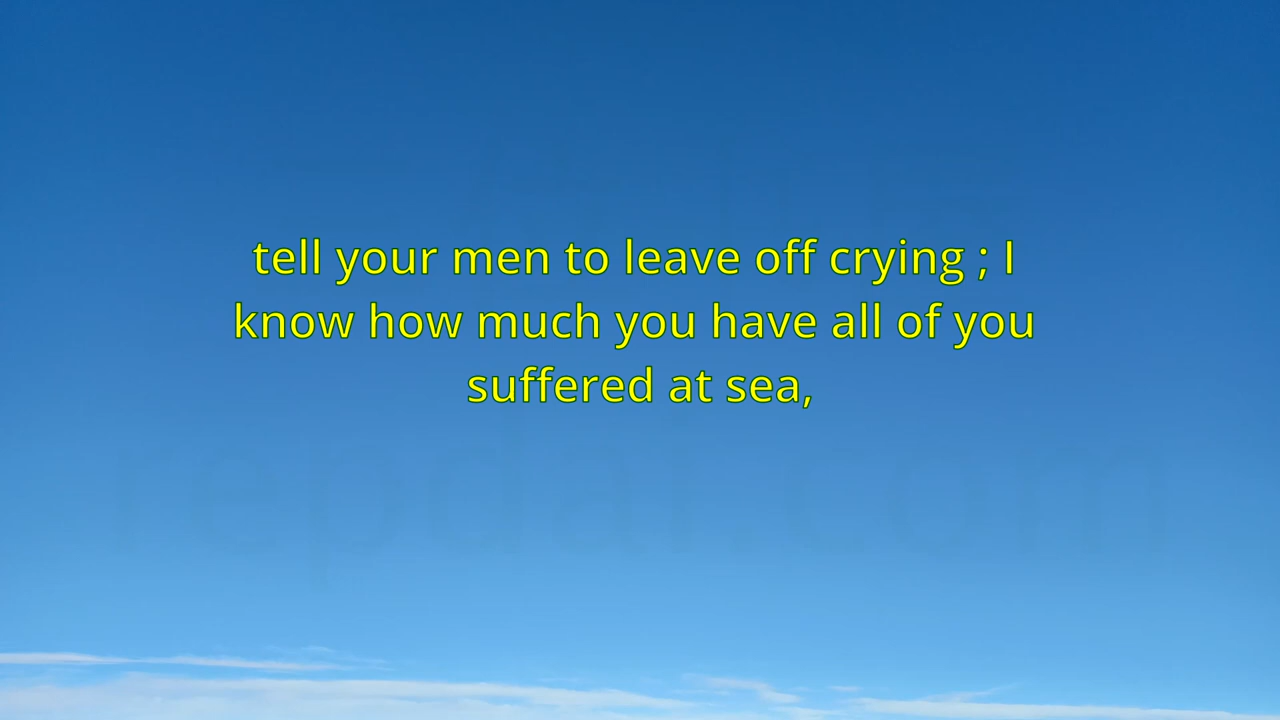 tell your men to leave off crying ; I
know how much you have all of you
suffered at sea,